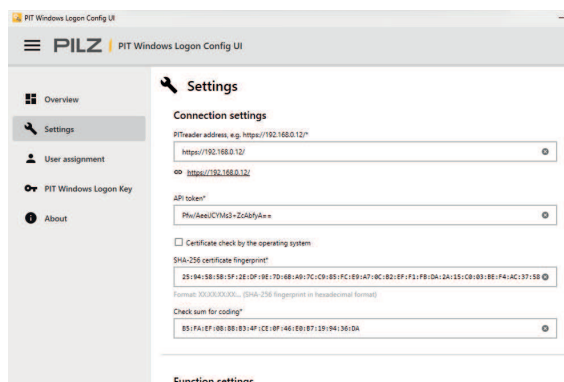 PIT Windows Logon Config UI
PILZ PIT Windows Logon Config UI
Overview
Settings
User assignment
PIT Windows Logon Key
About
Settings
Connection settings
PITreader address, e.g. https://192.168.0.12/*
https://192.168.0.12/
https://192.168.0.12/
API token*
Certificate check by the operating system
SHA-256 certificate fingerprint*
Format: XX:XX:XX:XX:... (SHA-256 fingerprint in hexadecimal format)
Check sum for coding*
Function settings